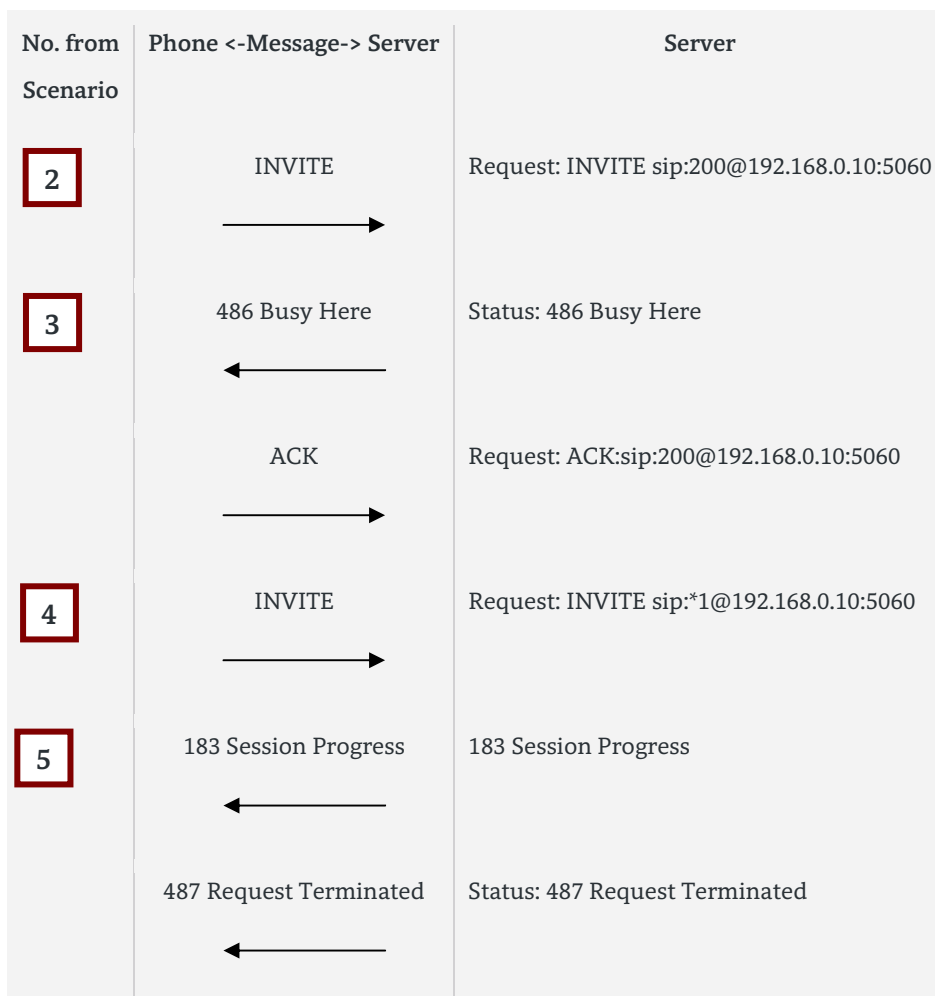 No. from Phone <-Message-> Server Server
Scenario
2 INVITE Request: INVITE sip:200@192.168.0.10:5060
3 486 Busy Here Status: 486 Busy Here
ACK Request: ACK:sip:200@192.168.0.10:5060
4 INVITE Request: INVITE sip:*1@192.168.0.10:5060
5 183 Session Progress 183 Session Progress
487 Request Terminated Status: 487 Request Terminated